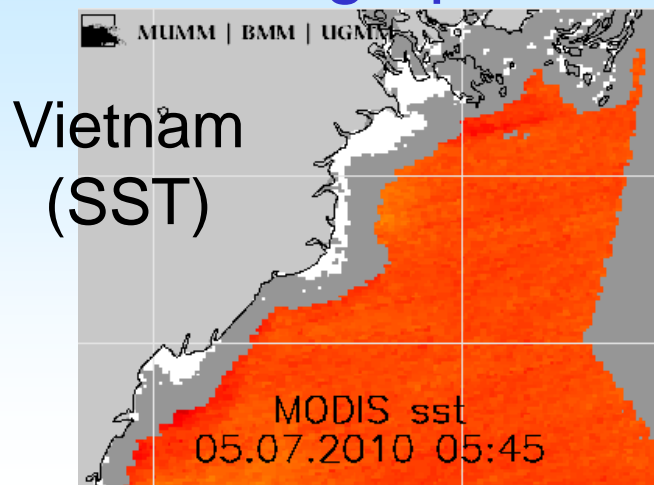 MUMM | BMM | UGMM
Vietnam
(SST)
MODIS sst
05.07.2010 05:45